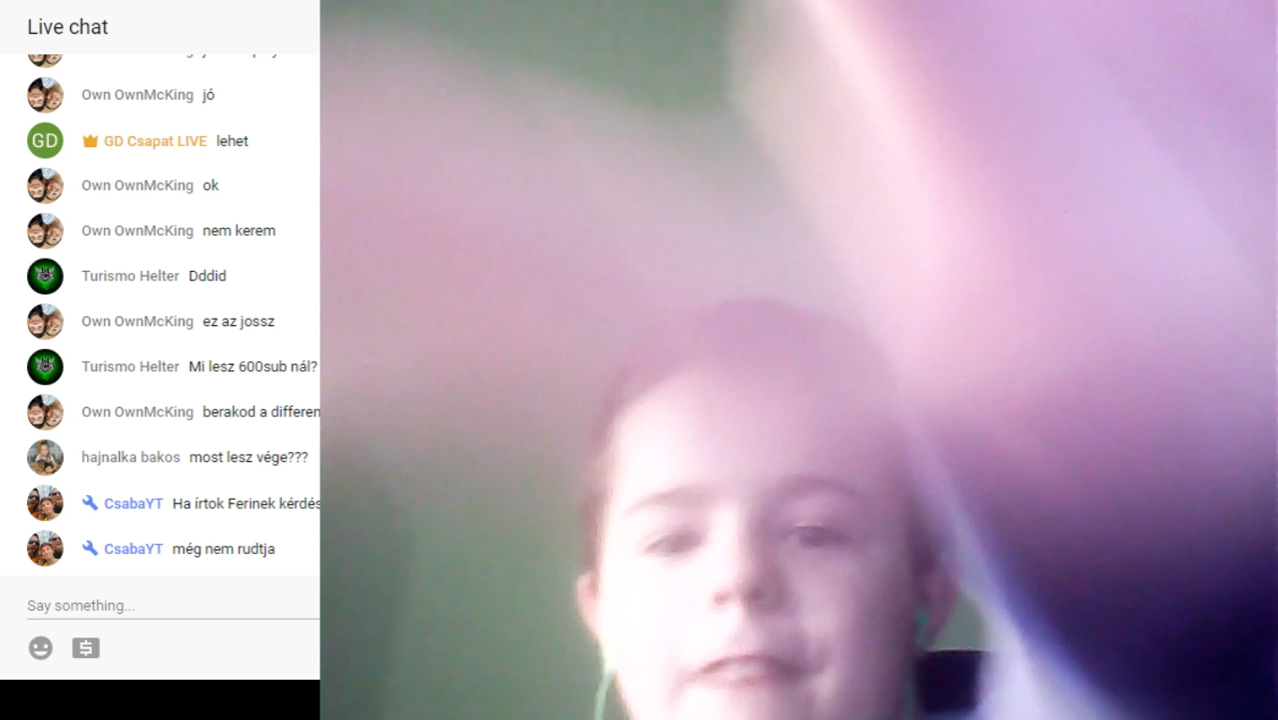 Live chat
Own OwnMcKing jó
GD GD Csapat LIVE lehet
Own OwnMcKing ok
Own OwnMcKing nem kerem
Turismo Helter Dddid
Own OwnMcKing ez az jossz
Turismo Helter Mi lesz 600sub nál?
Own OwnMcKing berakod a differen
hajnalka bakos most lesz vége???
CsabaYT Ha írtok Ferinek kérdés
CsabaYT még nem rudtja
Say something...